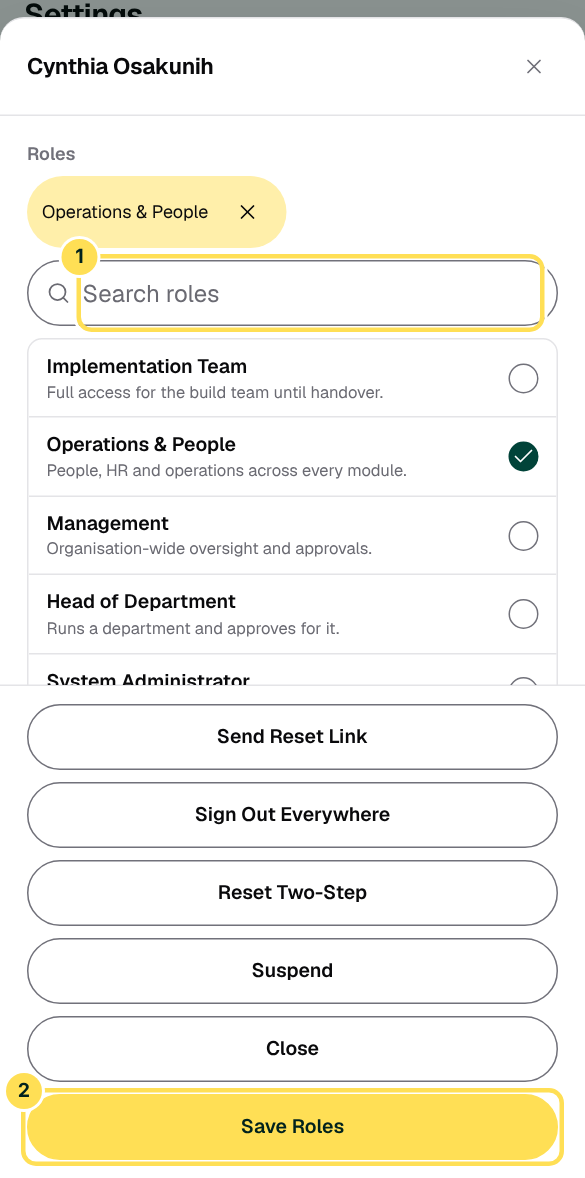 Settings
Cynthia Osakunih
Roles
Operations & People
1
Search roles
Implementation Team
Full access for the build team until handover.
Operations & People
People, HR and operations across every module.
Management
Organisation-wide oversight and approvals.
Head of Department
Runs a department and approves for it.
System Administrator
Send Reset Link
Sign Out Everywhere
Reset Two-Step
Suspend
Close
2
Save Roles